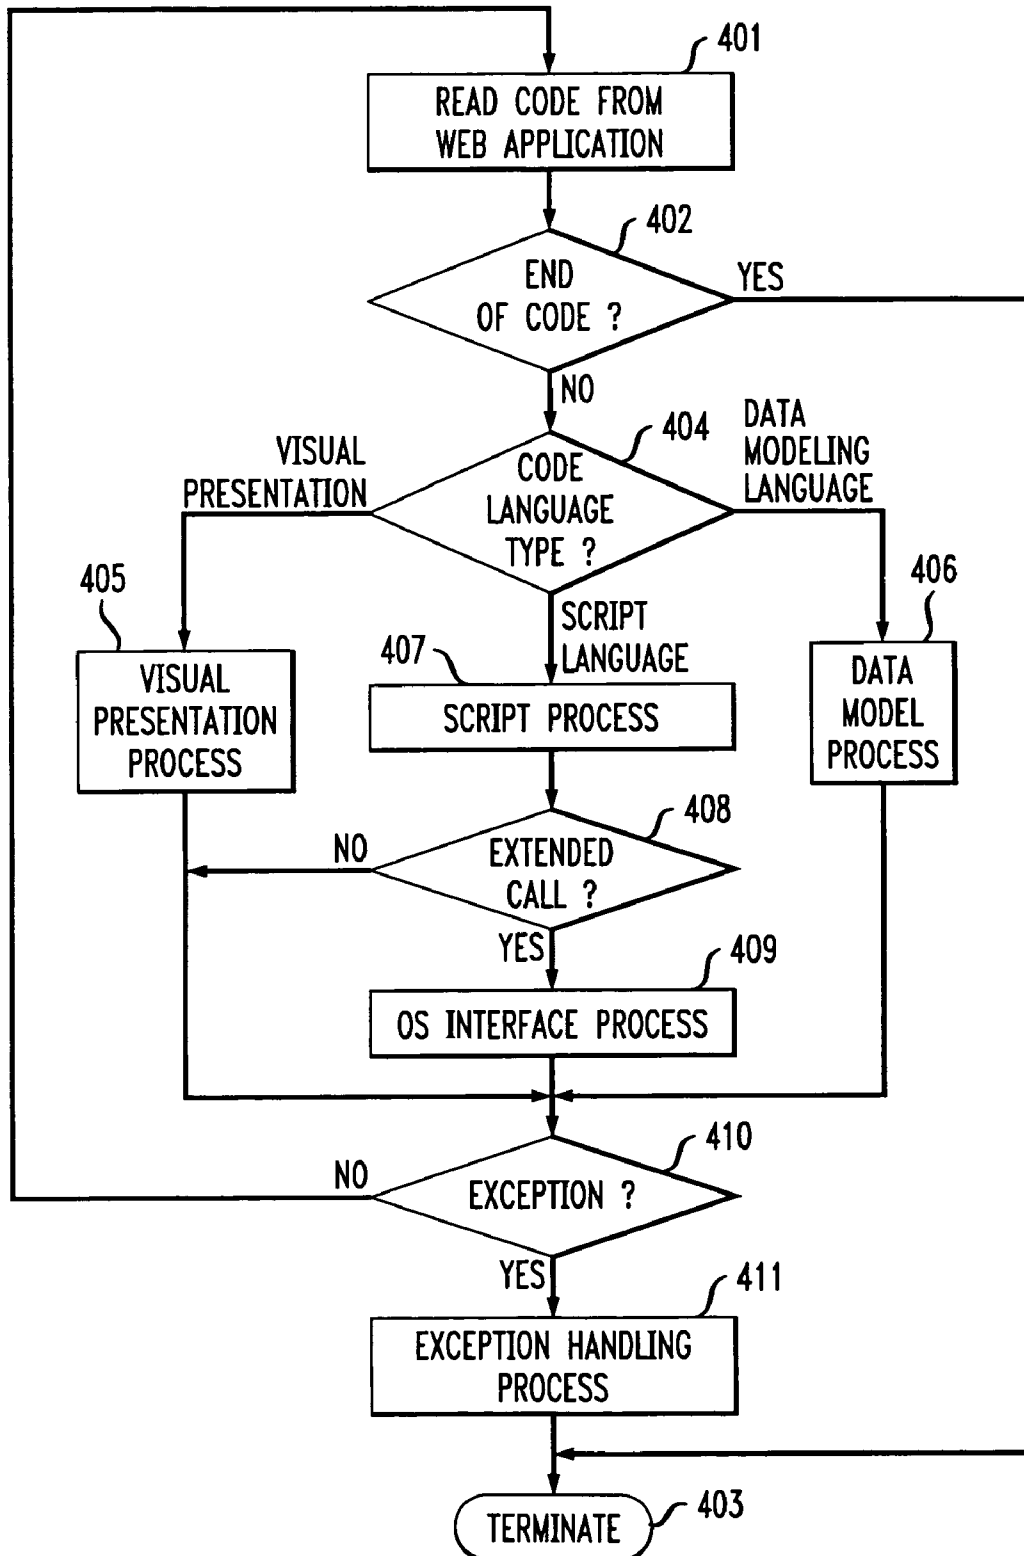 401
READ CODE FROM
WEB APPLICATION
402
END
OF CODE ?
YES
NO
404
CODE
LANGUAGE
TYPE ?
VISUAL
PRESENTATION
DATA
MODELING
LANGUAGE
SCRIPT
LANGUAGE
405
VISUAL
PRESENTATION
PROCESS
407
SCRIPT PROCESS
406
DATA
MODEL
PROCESS
408
EXTENDED
CALL ?
NO
YES
409
OS INTERFACE PROCESS
410
EXCEPTION ?
NO
YES
411
EXCEPTION HANDLING
PROCESS
403
TERMINATE